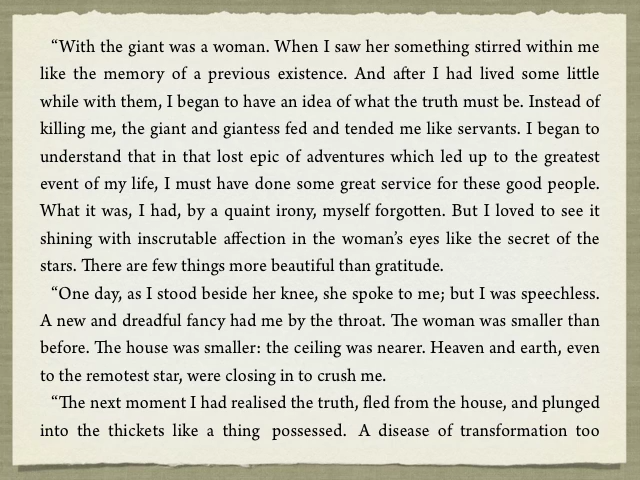 “With the giant was a woman. When I saw her something stirred within me
like the memory of a previous existence. And after I had lived some little
while with them, I began to have an idea of what the truth must be. Instead of
killing me, the giant and giantess fed and tended me like servants. I began to
understand that in that lost epic of adventures which led up to the greatest
event of my life, I must have done some great service for these good people.
What it was, I had, by a quaint irony, myself forgotten. But I loved to see it
shining with inscrutable affection in the woman’s eyes like the secret of the
stars. There are few things more beautiful than gratitude.
“One day, as I stood beside her knee, she spoke to me; but I was speechless.
A new and dreadful fancy had me by the throat. The woman was smaller than
before. The house was smaller: the ceiling was nearer. Heaven and earth, even
to the remotest star, were closing in to crush me.
“The next moment I had realised the truth, fled from the house, and plunged
into the thickets like a thing possessed. A disease of transformation too